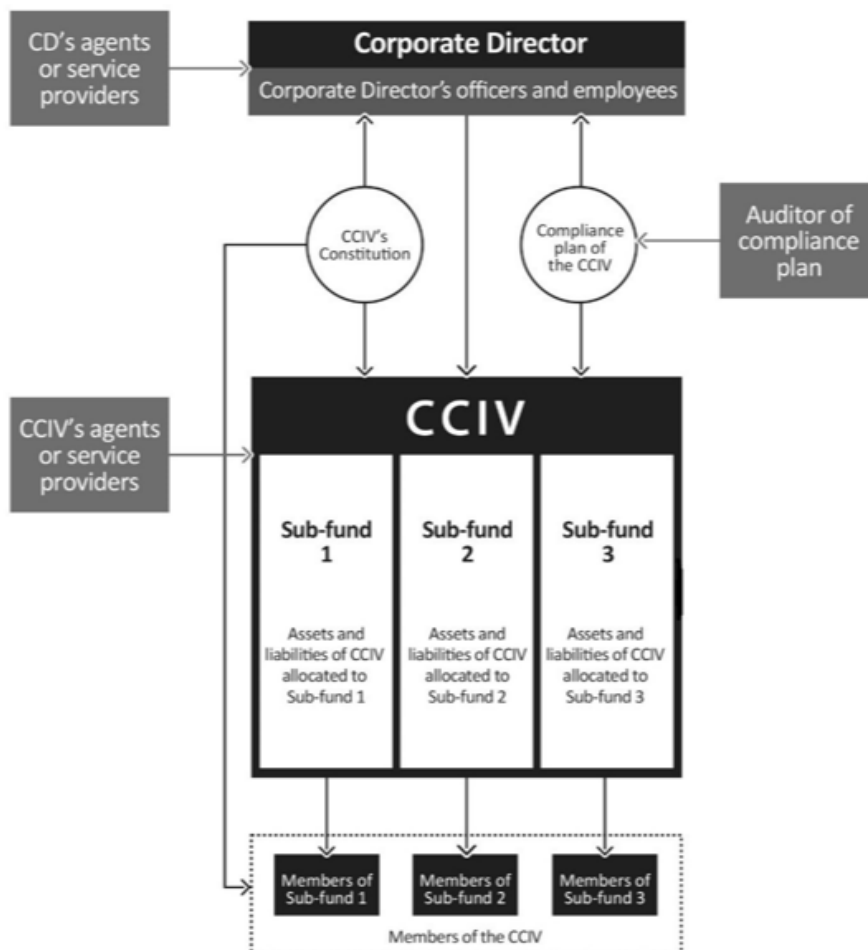 CD's agents
or service
providers
Corporate Director
Corporate Director's officers and employees
CCIV's
Constitution
Compliance
plan of
the CCIV
Auditor of
compliance
plan
CCIV's agents
or service
providers
CCIV
Sub-fund
1
Assets and
liabilities of CCIV
allocated to
Sub-fund 1
Sub-fund
2
Assets and
liabilities of CCIV
allocated to
Sub-fund 2
Sub-fund
3
Assets and
liabilities of CCIV
allocated to
Sub-fund 3
Members of
Sub-fund 1
Members of
Sub-fund 2
Members of
Sub-fund 3
Members of the CCIV